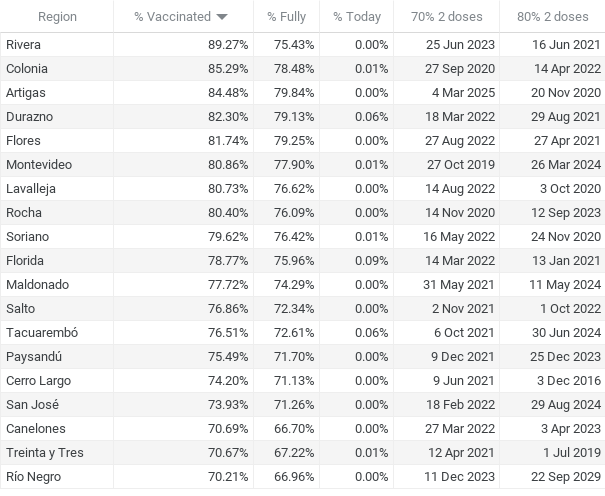 Region % Vaccinated % Fully % Today 70% 2 doses 80% 2 doses
Rivera 89.27% 75.43% 0.00% 25 Jun 2023 16 Jun 2021
Colonia 85.29% 78.48% 0.01% 27 Sep 2020 14 Apr 2022
Artigas 84.48% 79.84% 0.00% 4 Mar 2025 20 Nov 2020
Durazno 82.30% 79.13% 0.06% 18 Mar 2022 29 Aug 2021
Flores 81.74% 79.25% 0.00% 27 Aug 2022 27 Apr 2021
Montevideo 80.86% 77.90% 0.01% 27 Oct 2019 26 Mar 2024
Lavalleja 80.73% 76.62% 0.00% 14 Aug 2022 3 Oct 2020
Rocha 80.40% 76.09% 0.00% 14 Nov 2020 12 Sep 2023
Soriano 79.62% 76.42% 0.01% 16 May 2022 24 Nov 2020
Florida 78.77% 75.96% 0.09% 14 Mar 2022 13 Jan 2021
Maldonado 77.72% 74.29% 0.00% 31 May 2021 11 May 2024
Salto 76.86% 72.34% 0.00% 2 Nov 2021 1 Oct 2022
Tacuarembó 76.51% 72.61% 0.06% 6 Oct 2021 30 Jun 2024
Paysandú 75.49% 71.70% 0.00% 9 Dec 2021 25 Dec 2023
Cerro Largo 74.20% 71.13% 0.00% 9 Jun 2021 3 Dec 2016
San José 73.93% 71.26% 0.00% 18 Feb 2022 29 Aug 2024
Canelones 70.69% 66.70% 0.00% 27 Mar 2022 3 Apr 2023
Treinta y Tres 70.67% 67.22% 0.01% 12 Apr 2021 1 Jul 2019
Río Negro 70.21% 66.96% 0.00% 11 Dec 2023 22 Sep 2029